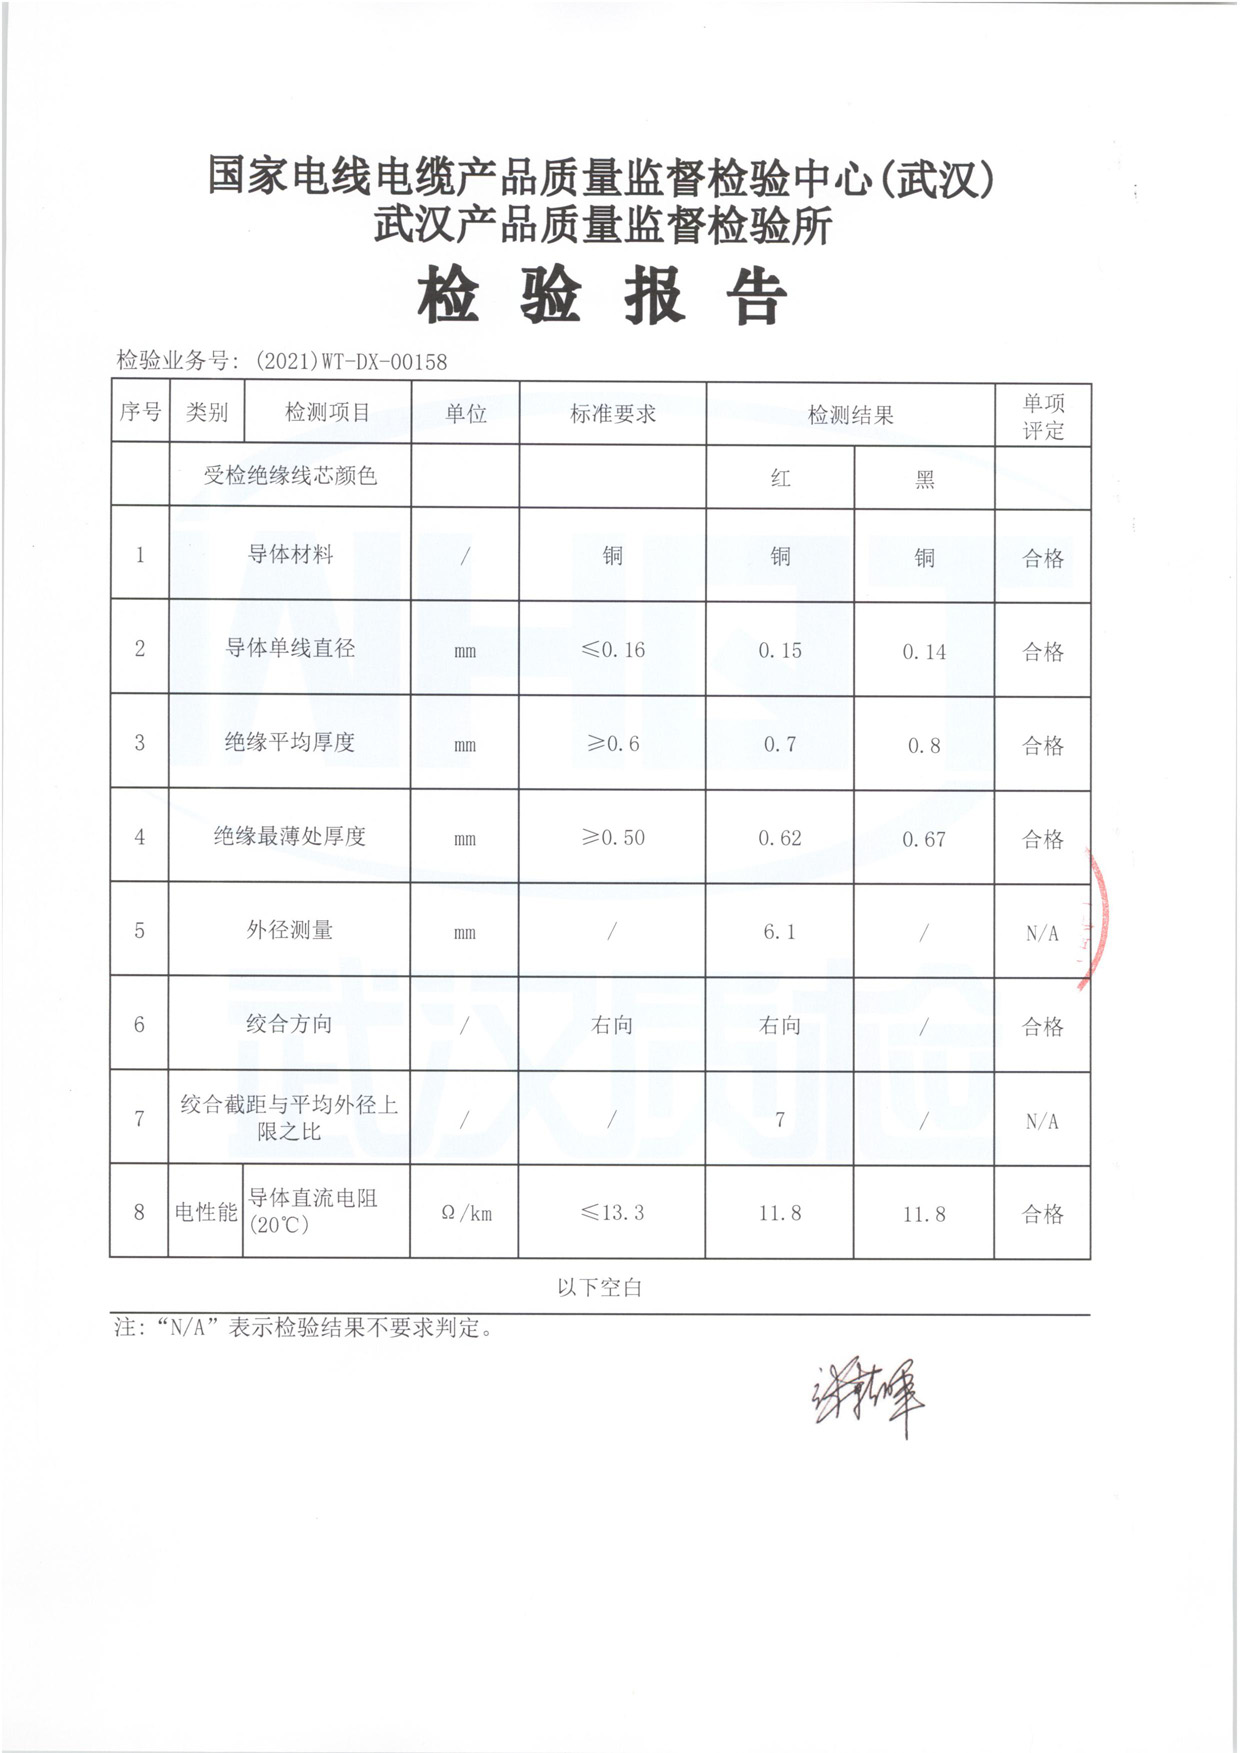 国家电线电缆产品质量监督检验中心(武汉)
武汉产品质量监督检验所
检 验 报 告
检验业务号: (2021)WT-DX-00158
序号 类别 检测项目 单位 标准要求 检测结果 单项评定
受检绝缘线芯颜色 红 黑
1 导体材料 / 铜 铜 铜 合格
2 导体单线直径 mm ≤0.16 0.15 0.14 合格
3 绝缘平均厚度 mm ≥0.6 0.7 0.8 合格
4 绝缘最薄处厚度 mm ≥0.50 0.62 0.67 合格
5 外径测量 mm / 6.1 / N/A
6 绞合方向 / 右向 右向 / 合格
7 绞合截距与平均外径上限之比 / / 7 / N/A
8 电性能 导体直流电阻(20℃) Ω/km ≤13.3 11.8 11.8 合格
以下空白
注:“N/A”表示检验结果不要求判定。
WHQT
武汉质检